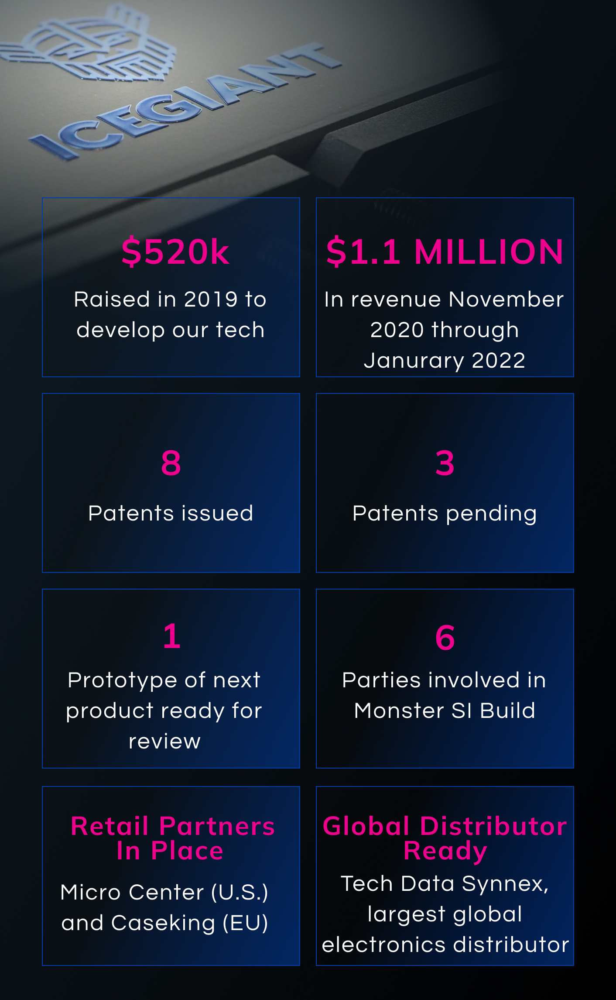 ICEGIANT
$520k
Raised in 2019 to
develop our tech
$1.1 MILLION
In revenue November
2020 through
Janurary 2022
8
Patents issued
3
Patents pending
1
Prototype of next
product ready for
review
6
Parties involved in
Monster SI Build
Retail Partners
In Place
Micro Center (U.S.)
and Caseking (EU)
Global Distributor
Ready
Tech Data Synnex,
largest global
electronics distributor